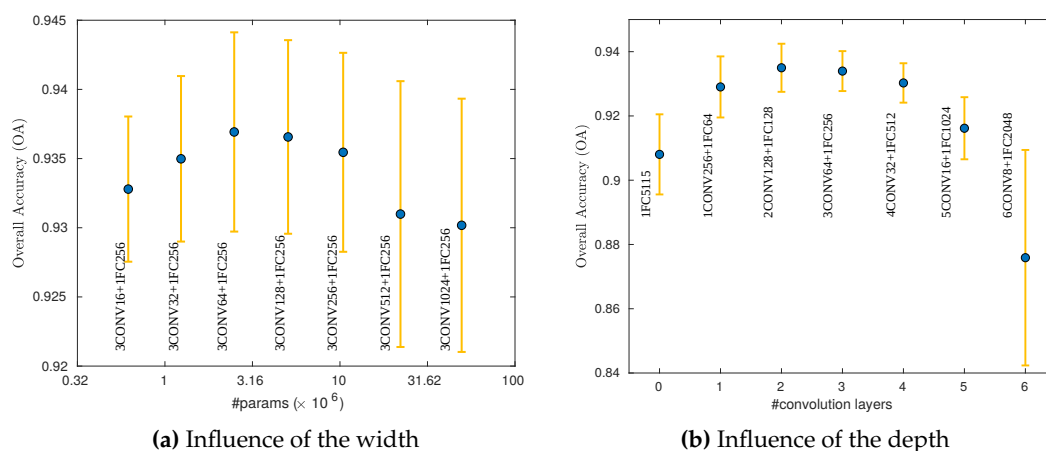 0.945
0.94
0.935
0.93
0.925
0.92
Overall Accuracy (OA)
3CONV16+1FC256
3CONV32+1FC256
3CONV64+1FC256
3CONV128+1FC256
3CONV256+1FC256
3CONV512+1FC256
3CONV1024+1FC256
0.32 1 3.16 10 31.62 100
#params (× 10^6)
(a) Influence of the width
0.94
0.92
0.9
0.88
0.86
0.84
Overall Accuracy (OA)
1FC5115
1CONV256+1FC64
2CONV128+1FC128
3CONV64+1FC256
4CONV32+1FC512
5CONV16+1FC1024
6CONV8+1FC2048
0 1 2 3 4 5 6
#convolution layers
(b) Influence of the depth